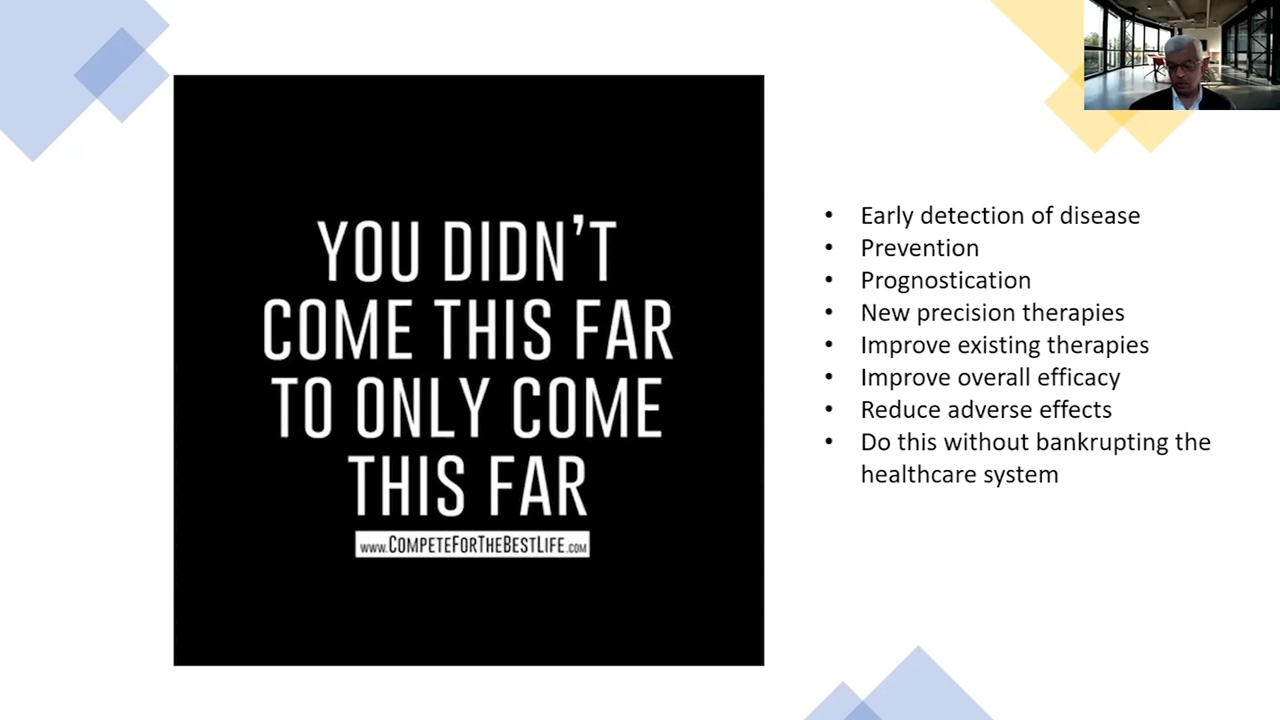 YOU DIDN'T
COME THIS FAR
TO ONLY COME
THIS FAR
www.COMPETEFORTHEBESTLIFE.com
• Early detection of disease
• Prevention
• Prognostication
• New precision therapies
• Improve existing therapies
• Improve overall efficacy
• Reduce adverse effects
• Do this without bankrupting the
healthcare system